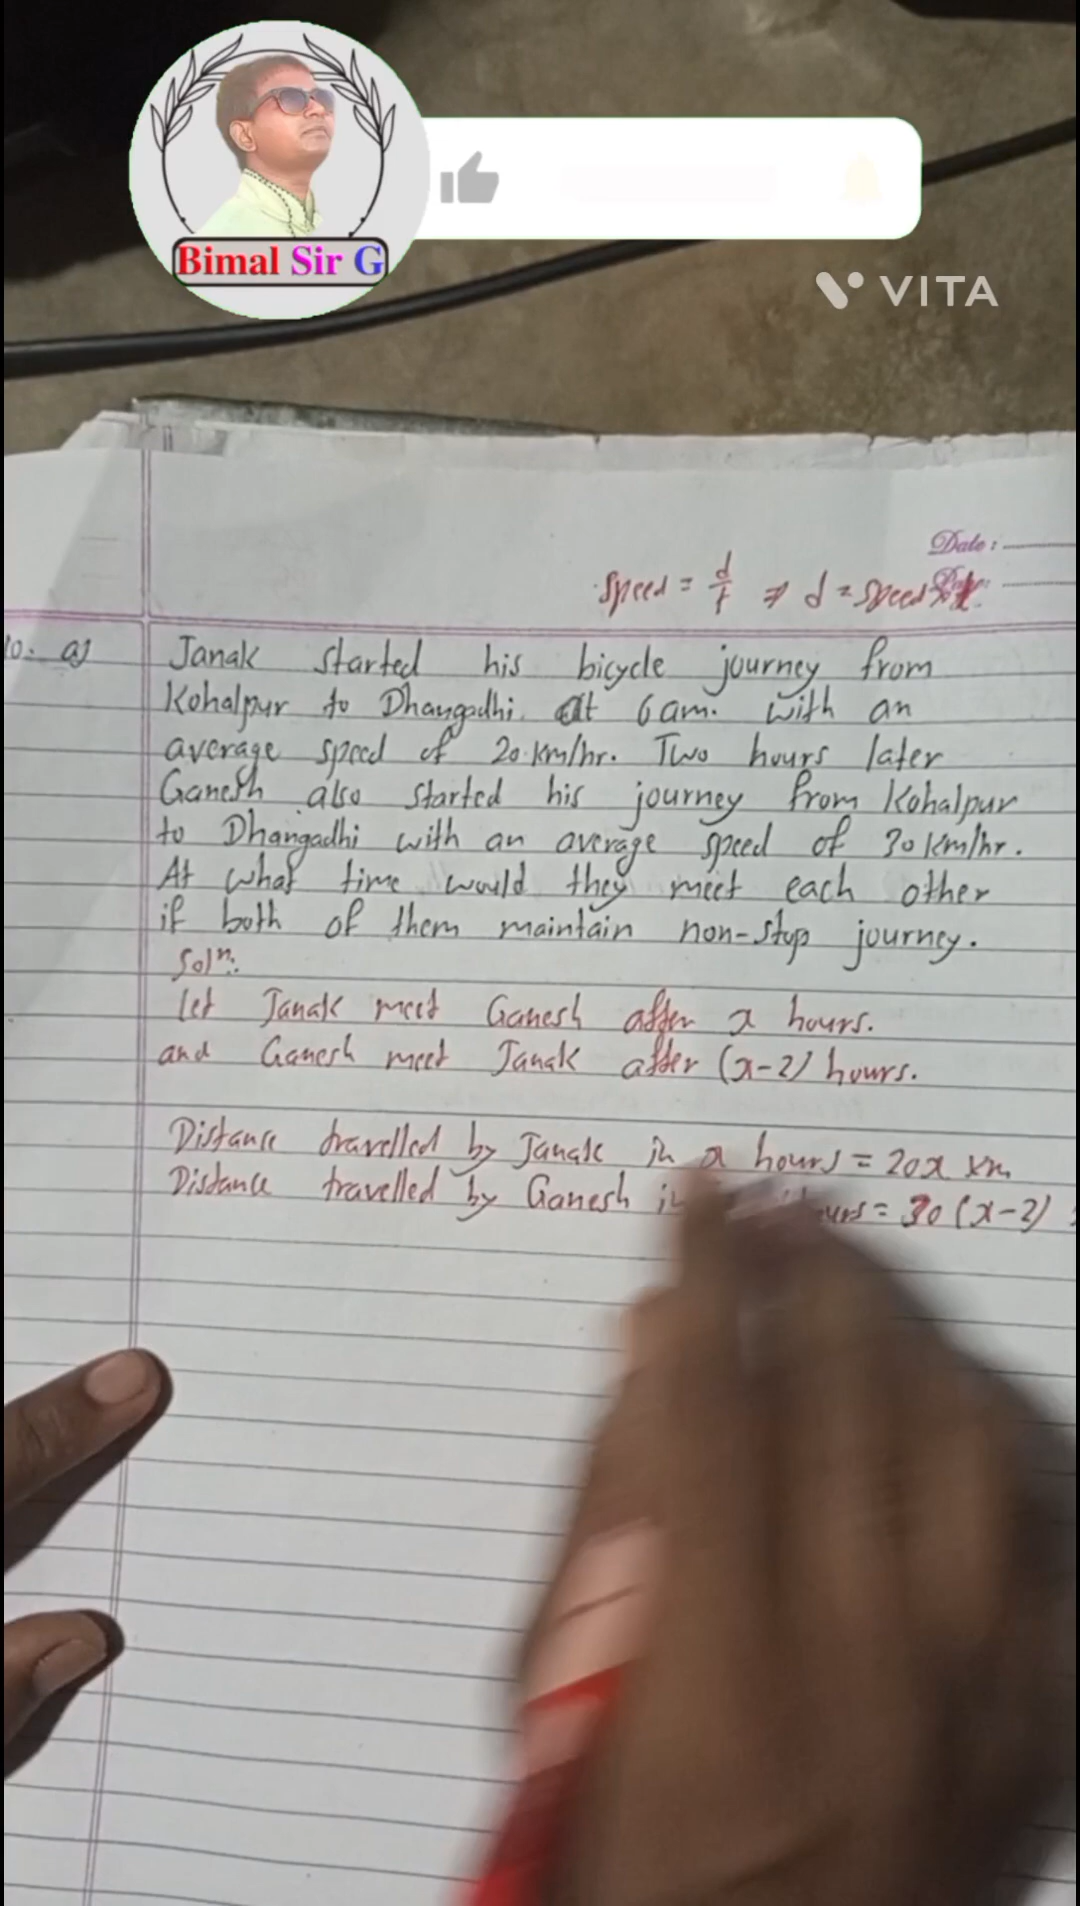 Bimal Sir G
VITA
Date:
speed = d/t ⇒ d = speed × t
10. a) Janak started his bicycle journey from
Kohalpur to Dhangadhi. At 6 am. with an
average speed of 20 km/hr. Two hours later
Ganesh also started his journey from Kohalpur
to Dhangadhi with an average speed of 30 km/hr.
At what time would they meet each other
if both of them maintain non-stop journey.
Soln:
Let Janak meet Ganesh after x hours.
and Ganesh meet Janak after (x-2) hours.
Distance travelled by Janak in x hours = 20x km
Distance travelled by Ganesh in = 30 (x-2)